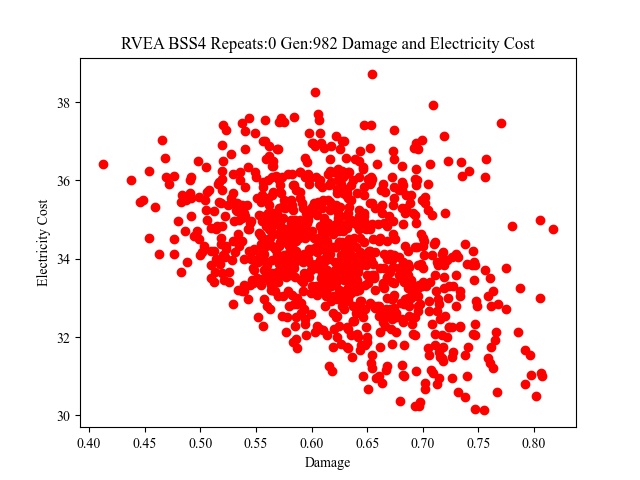 RVEA BSS4 Repeats:0 Gen:982 Damage and Electricity Cost
38
36
34
32
30
Electricity Cost
0.40 0.45 0.50 0.55 0.60 0.65 0.70 0.75 0.80
Damage